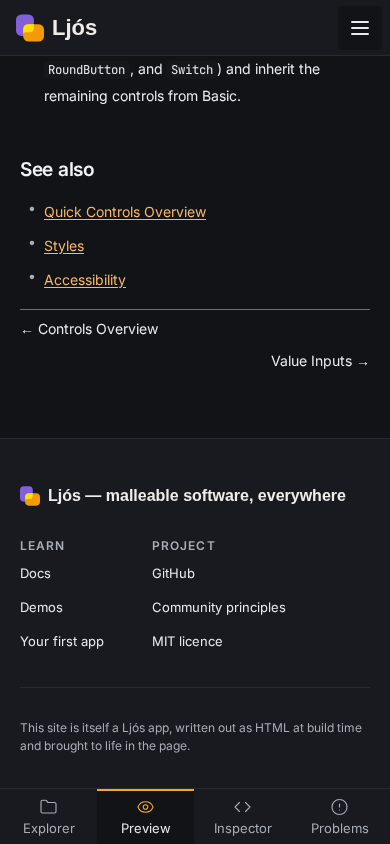 Ljós
RoundButton, and Switch) and inherit the
remaining controls from Basic.
See also
• Quick Controls Overview
• Styles
• Accessibility
← Controls Overview
Value Inputs →
Ljós — malleable software, everywhere
LEARN
Docs
Demos
Your first app
PROJECT
GitHub
Community principles
MIT licence
This site is itself a Ljós app, written out as HTML at build time
and brought to life in the page.
Explorer
Preview
Inspector
Problems